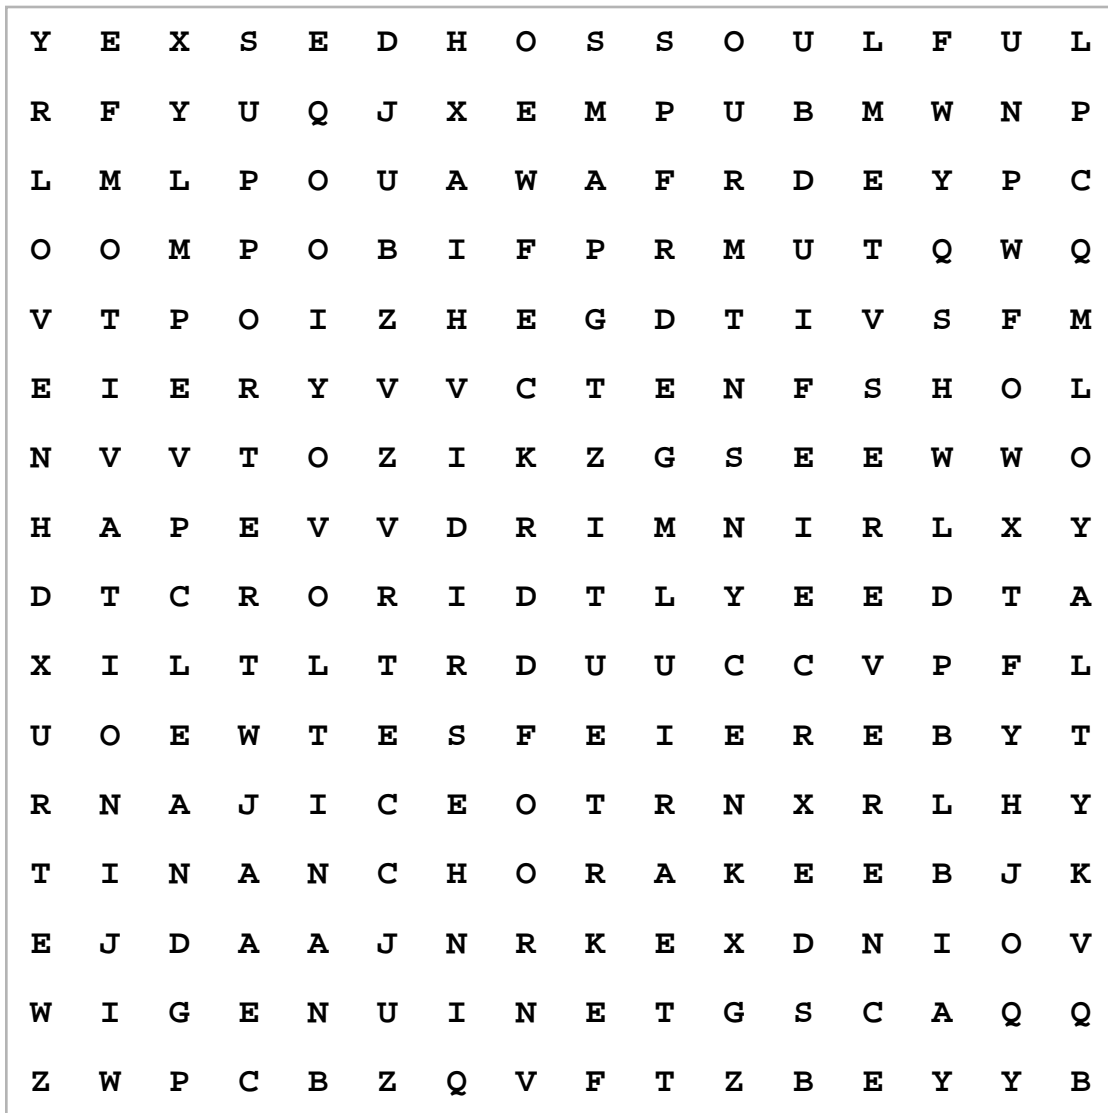 Y E X S E D H O S S O U L F U L
R F Y U Q J X E M P U B M W N P
L M L P O U A W A F R D E Y P C
O O M P O B I F P R M U T Q W Q
V T P O I Z H E G D T I V S F M
E I E R Y V V C T E N F S H O L
N V V T O Z I K Z G S E E W W O
H A P E V V D R I M N I R L X Y
D T C R O R I D T L Y E E D T A
X I L T L T R D U U C C V P F L
U O E W T E S F E I E R E B Y T
R N A J I C E O T R N X R L H Y
T I N A N C H O R A K E E B J K
E J D A A J N R K E X D N I O V
W I G E N U I N E T G S C A Q Q
Z W P C B Z Q V F T Z B E Y Y B